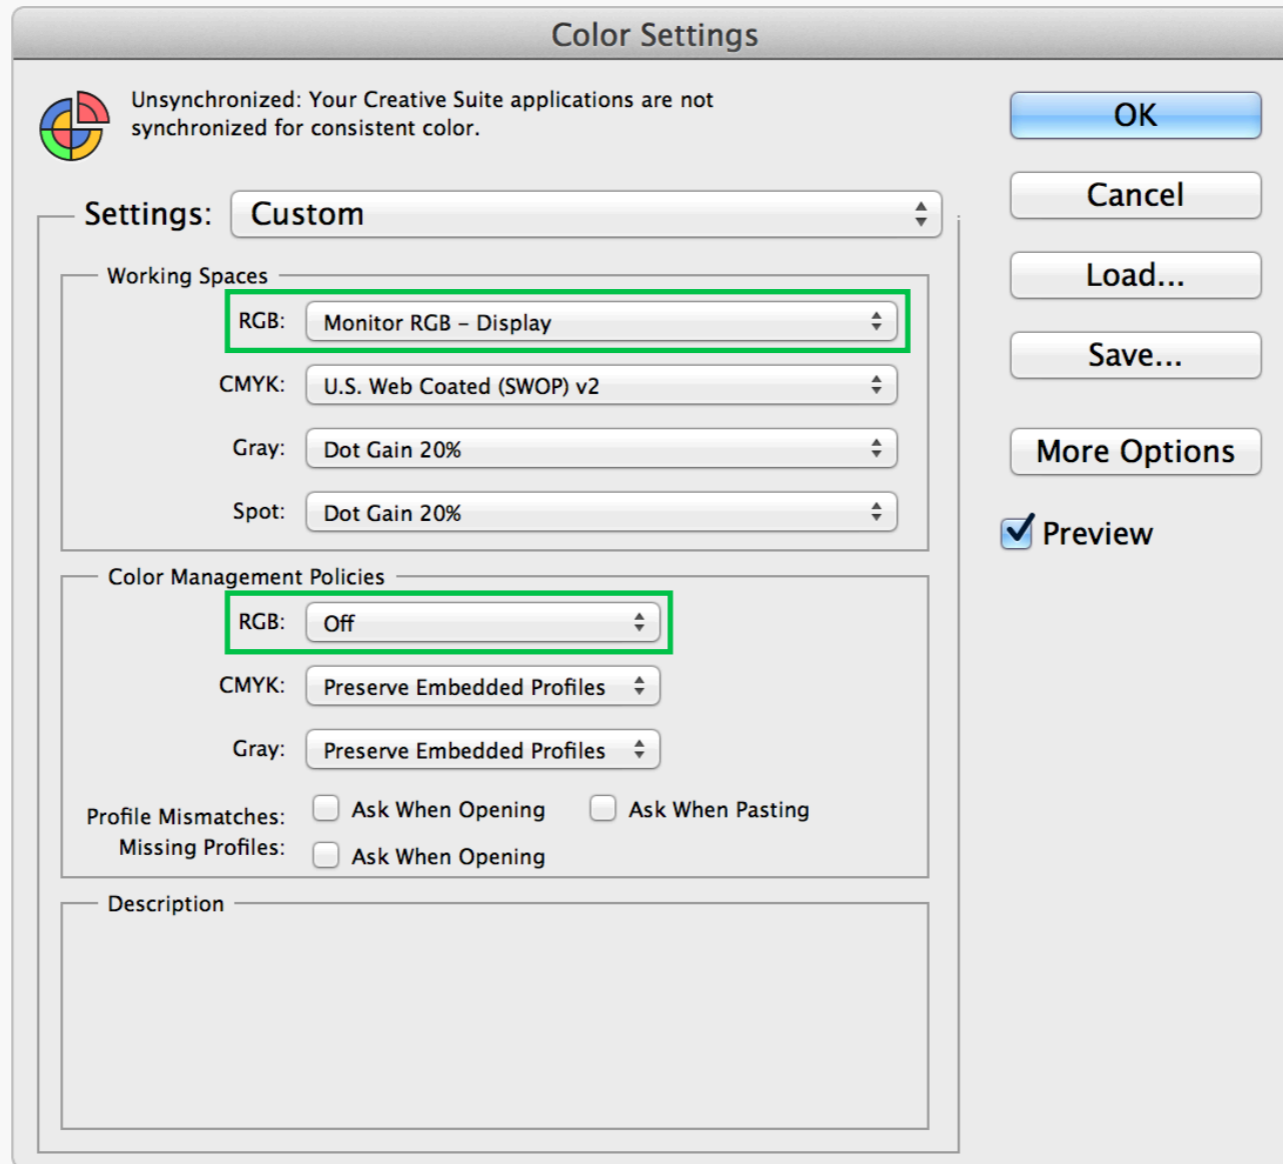 Color Settings
Unsynchronized: Your Creative Suite applications are not
synchronized for consistent color.
OK
Cancel
Load...
Save...
More Options
Preview
Settings: Custom
Working Spaces
RGB: Monitor RGB – Display
CMYK: U.S. Web Coated (SWOP) v2
Gray: Dot Gain 20%
Spot: Dot Gain 20%
Color Management Policies
RGB: Off
CMYK: Preserve Embedded Profiles
Gray: Preserve Embedded Profiles
Profile Mismatches: Ask When Opening Ask When Pasting
Missing Profiles: Ask When Opening
Description